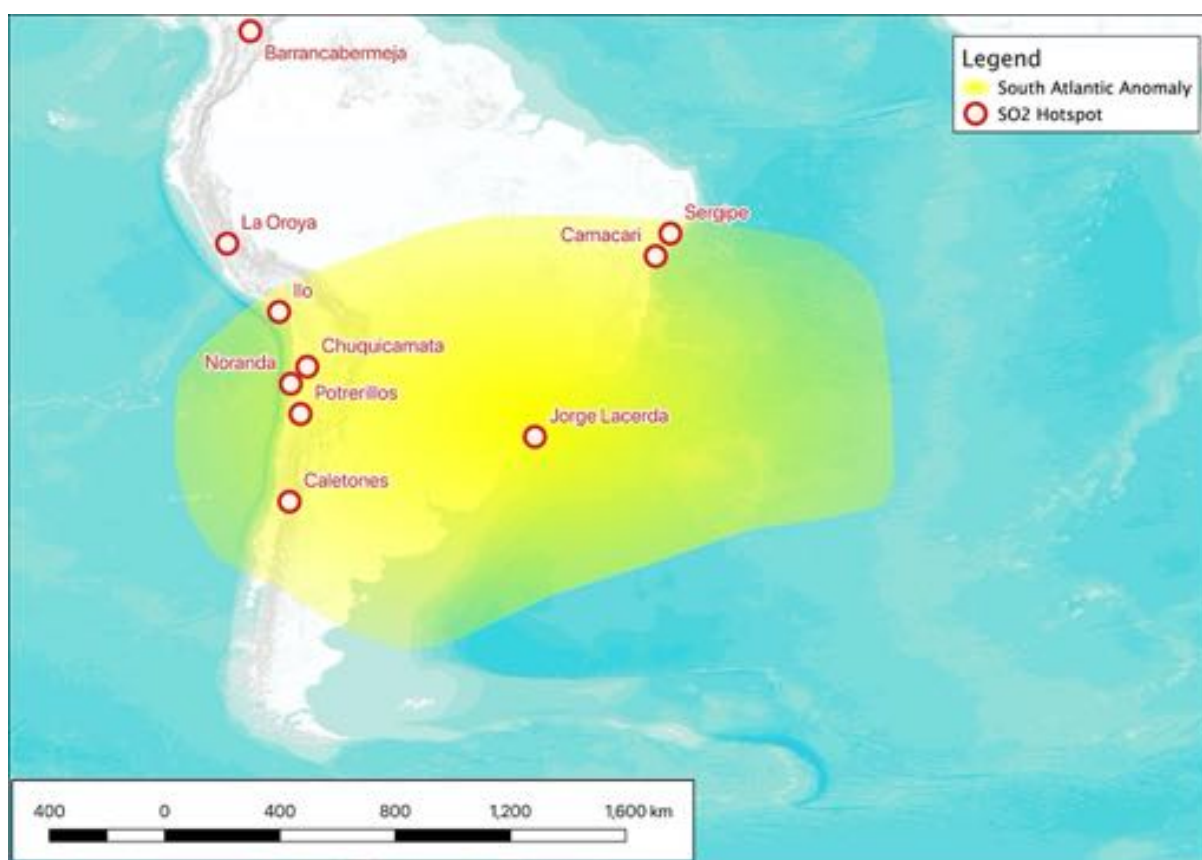 Barrancabermeja
Legend
South Atlantic Anomaly
SO2 Hotspot
La Oroya
Sergipe
Camacari
Ilo
Chuquicamata
Noranda
Potrerillos
Jorge Lacerda
Caletones
400 0 400 800 1,200 1,600 km